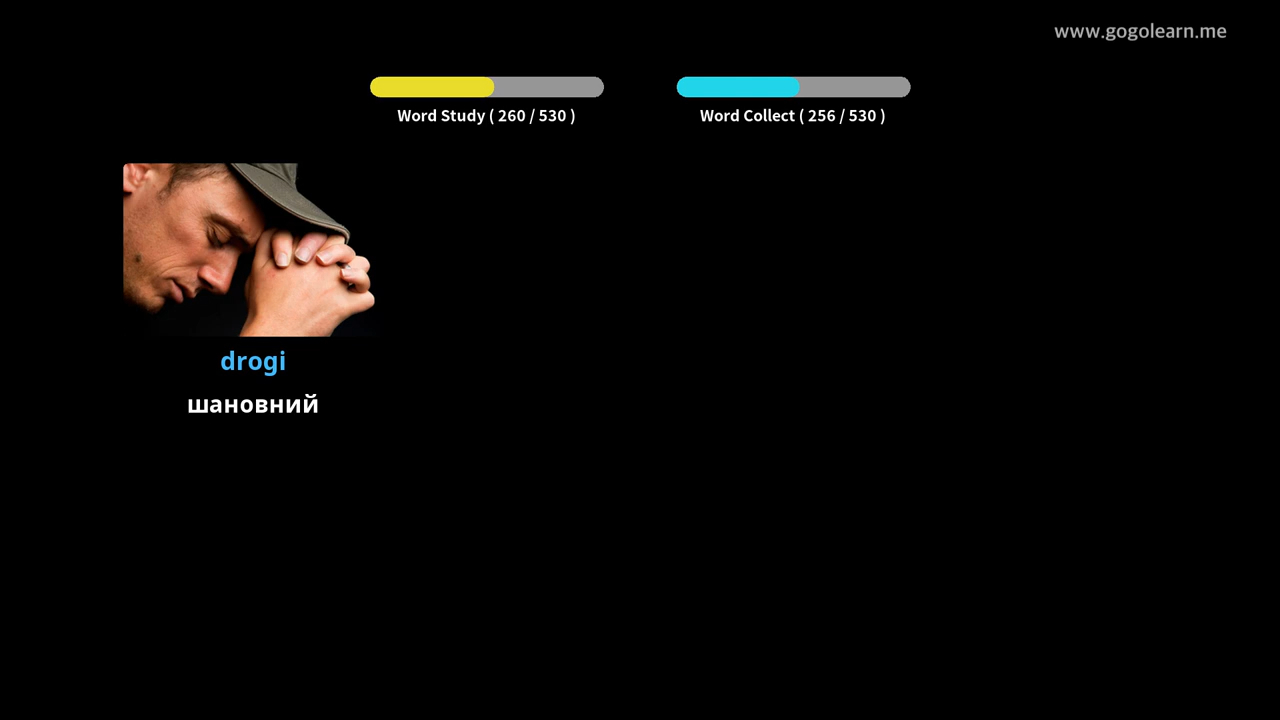 www.gogolearn.me
Word Study ( 260 / 530 )
Word Collect ( 256 / 530 )
drogi
шановний